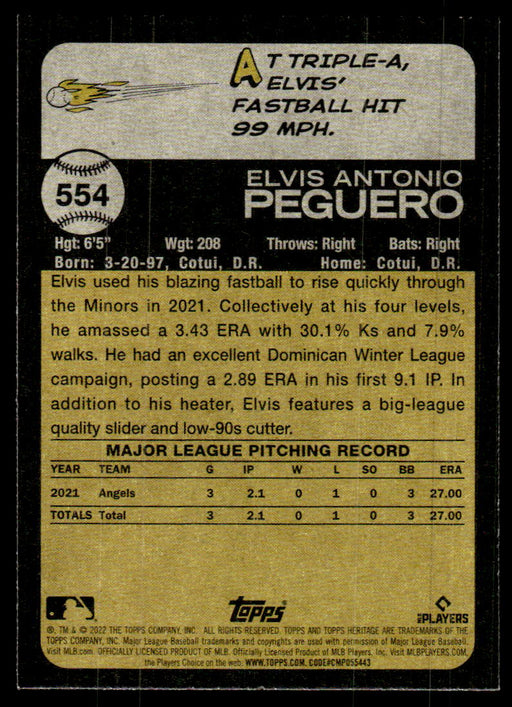 AT TRIPLE-A,
ELVIS'
FASTBALL HIT
99 MPH.
554
ELVIS ANTONIO
PEGUERO
Hgt: 6'5" Wgt: 208 Throws: Right Bats: Right
Born: 3-20-97, Cotui, D.R. Home: Cotui, D.R.
Elvis used his blazing fastball to rise quickly through
the Minors in 2021. Collectively at his four levels,
he amassed a 3.43 ERA with 30.1% Ks and 7.9%
walks. He had an excellent Dominican Winter League
campaign, posting a 2.89 ERA in his first 9.1 IP. In
addition to his heater, Elvis features a big-league
quality slider and low-90s cutter.
MAJOR LEAGUE PITCHING RECORD
YEAR TEAM G IP W L SO BB ERA
2021 Angels 3 2.1 0 1 0 3 27.00
TOTALS Total 3 2.1 0 1 0 3 27.00
Topps
MLB PLAYERS
®, TM & © 2022 THE TOPPS COMPANY, INC. ALL RIGHTS RESERVED. TOPPS AND TOPPS HERITAGE ARE TRADEMARKS OF THE
TOPPS COMPANY, INC. Major League Baseball trademarks and copyrights are used with permission of Major League Baseball.
Visit MLB.com. OFFICIALLY LICENSED PRODUCT OF MLB. OFFICIALLY LICENSED PRODUCT OF MLB PLAYERS, INC. Visit MLBPLAYERS.com,
the Players Choice on the web. WWW.TOPPS.COM. CODE#CMP055443